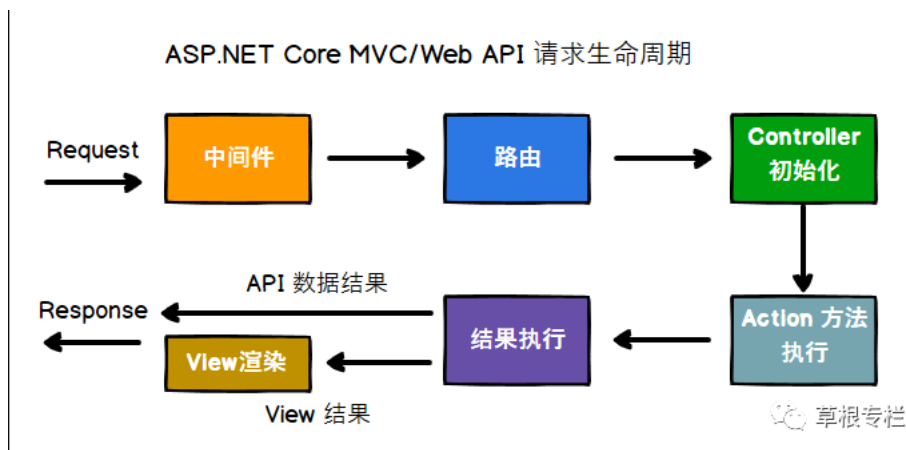 ASP.NET Core MVC/Web API 请求生命周期
Request
中间件
路由
Controller
初始化
API 数据结果
Response
View渲染
结果执行
Action 方法
执行
View 结果
草根专栏